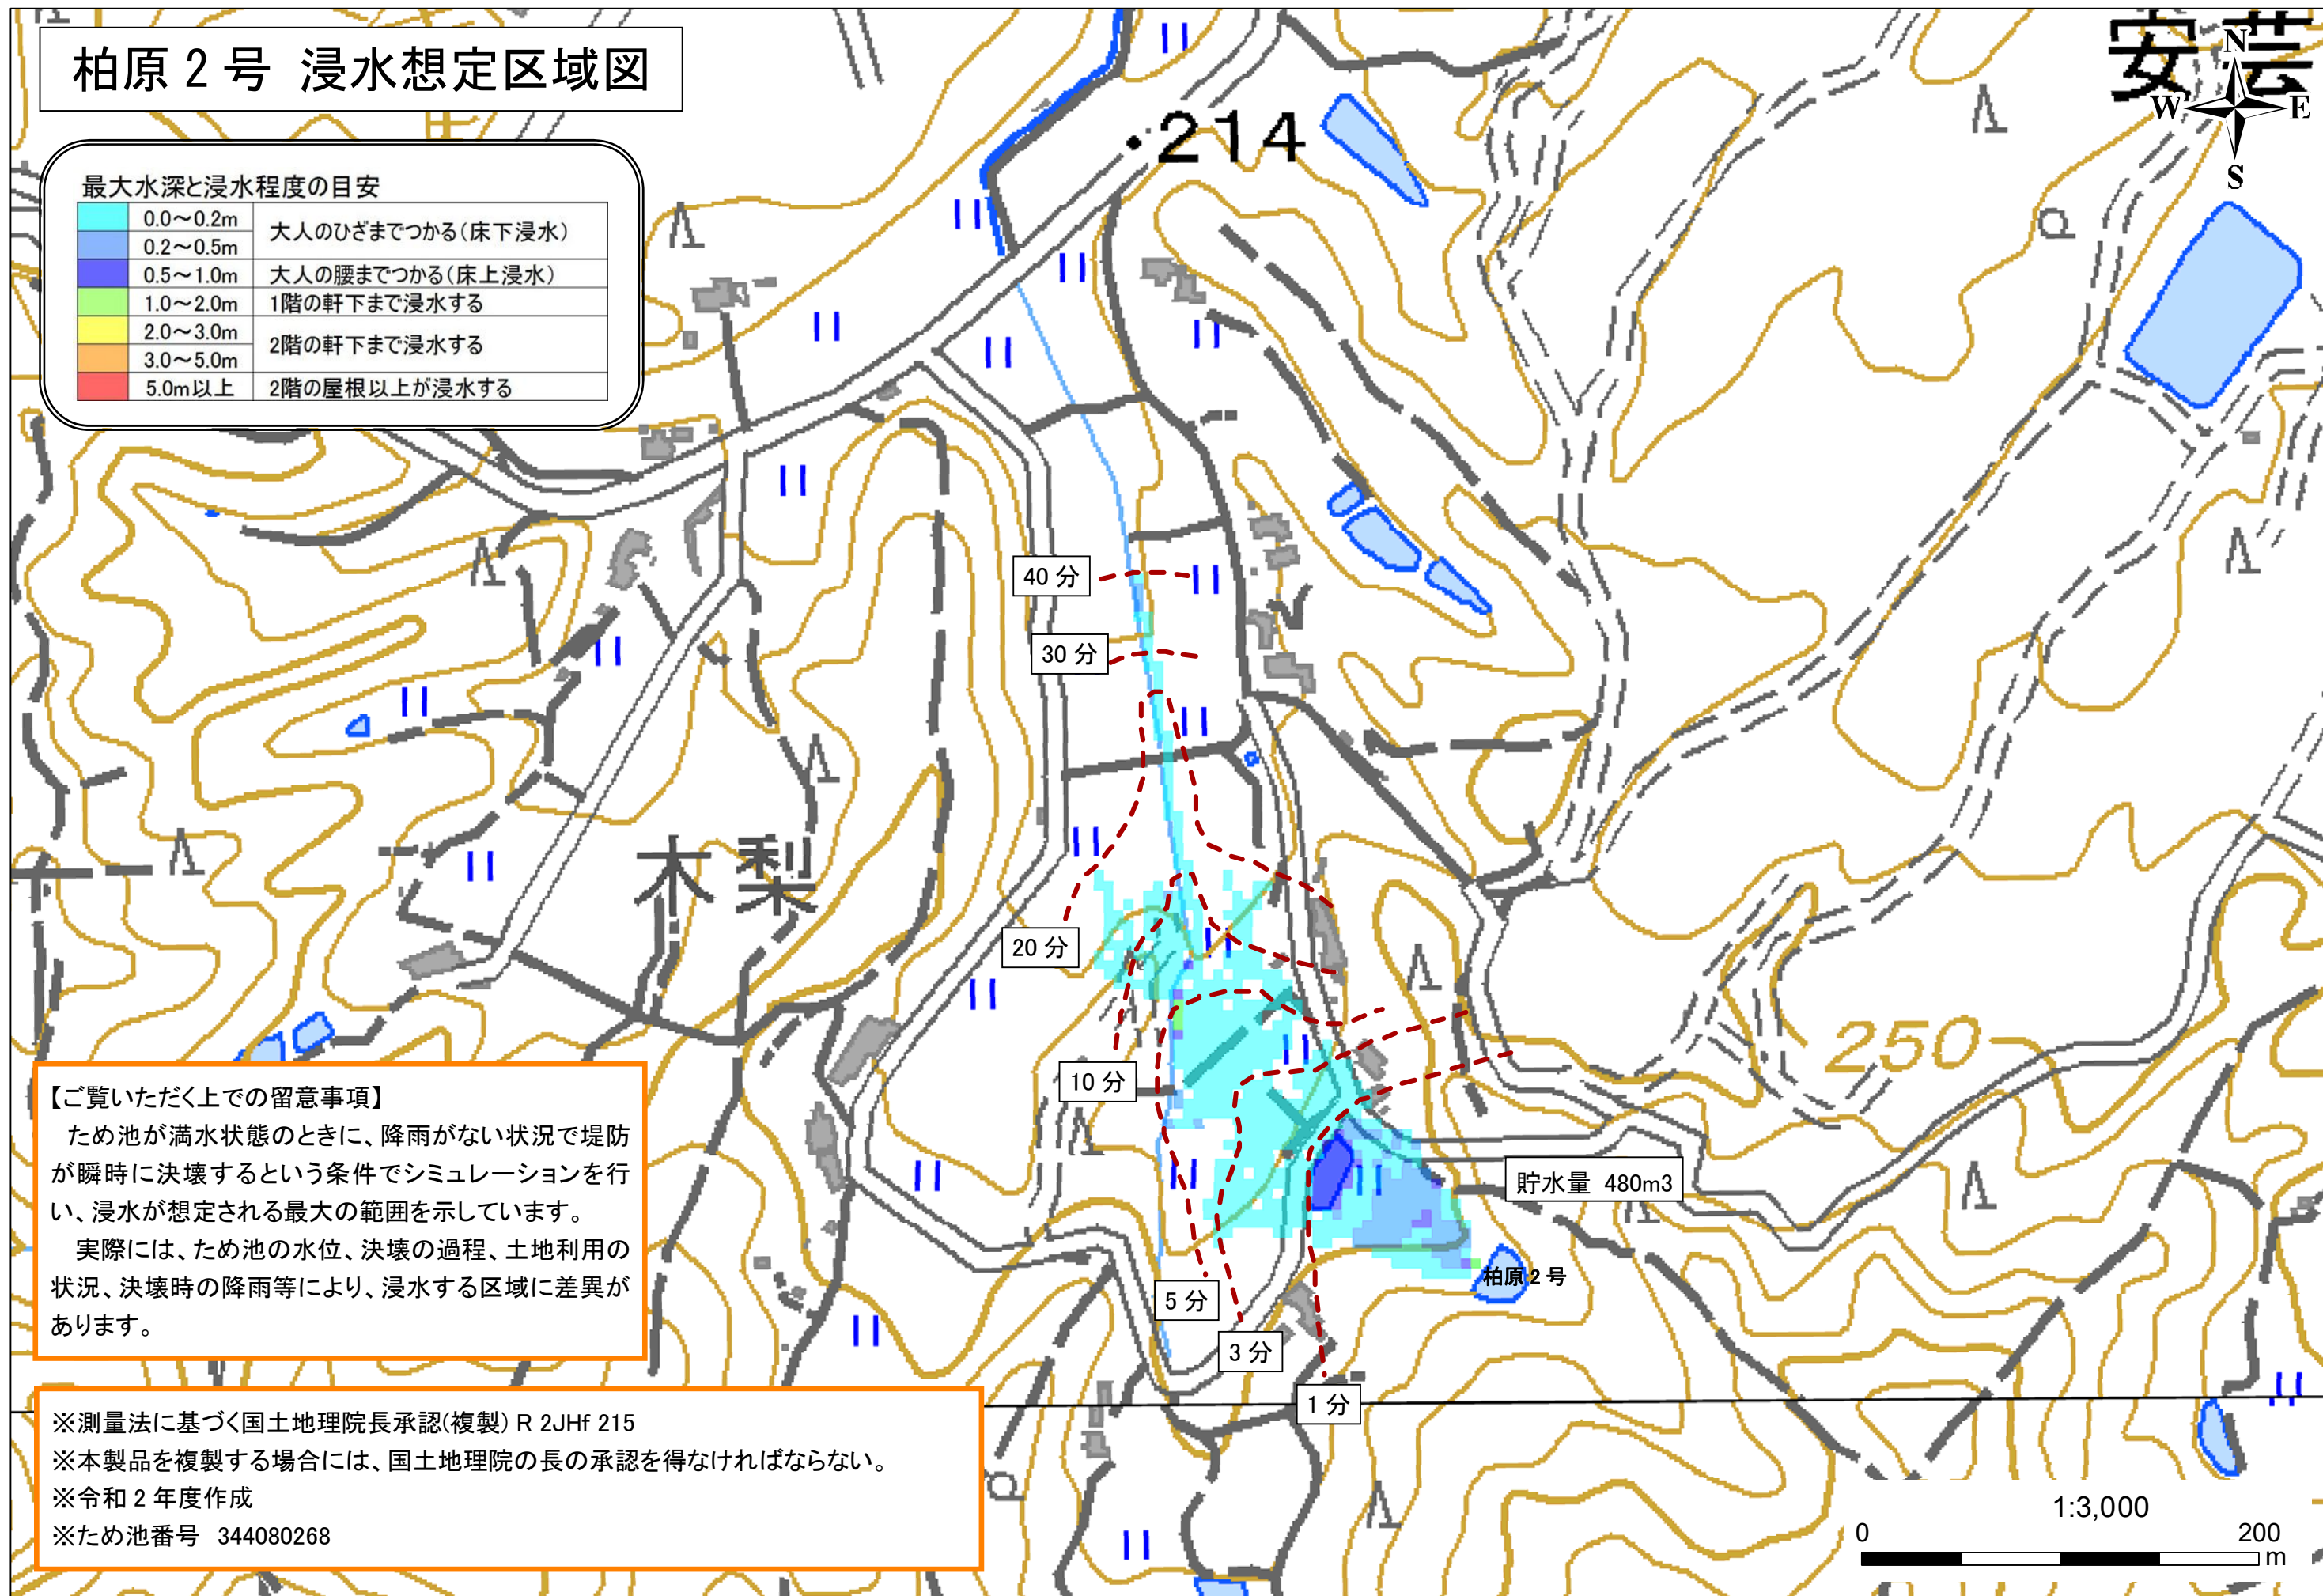 柏原２号 浸水想定区域図
安芸
N
W
E
S
・214
最大水深と浸水程度の目安
0.0～0.2m
大人のひざまでつかる（床下浸水）
0.2～0.5m
0.5～1.0m 大人の腰までつかる（床上浸水）
1.0～2.0m 1階の軒下まで浸水する
2.0～3.0m
2階の軒下まで浸水する
3.0～5.0m
5.0m以上 2階の屋根以上が浸水する
40 分
30 分
木梨
20 分
10 分
250
貯水量 480m3
柏原２号
5 分
3 分
1 分
【ご覧いただく上での留意事項】
ため池が満水状態のときに、降雨がない状況で堤防
が瞬時に決壊するという条件でシミュレーションを行
い、浸水が想定される最大の範囲を示しています。
実際には、ため池の水位、決壊の過程、土地利用の
状況、決壊時の降雨等により、浸水する区域に差異が
あります。
※測量法に基づく国土地理院長承認(複製) R 2JHf 215
※本製品を複製する場合には、国土地理院の長の承認を得なければならない。
※令和 2 年度作成
※ため池番号 344080268
1:3,000
0 200
m